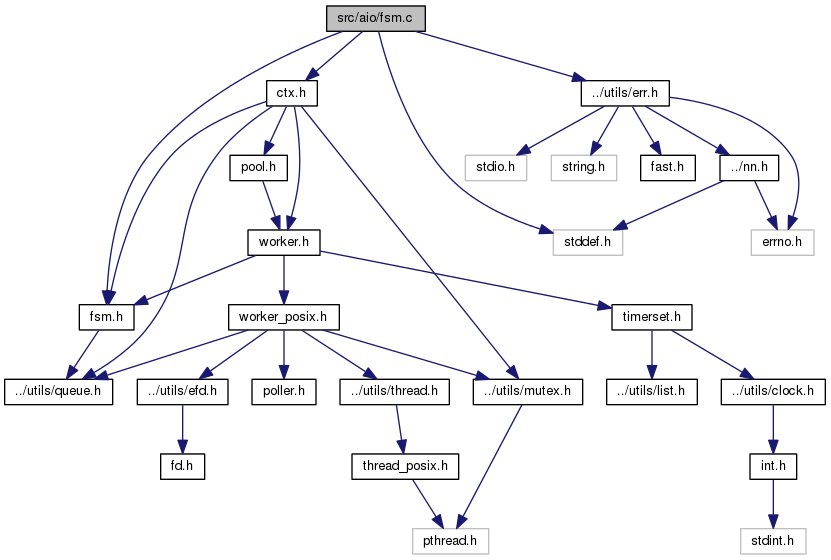 src/aio/fsm.c
ctx.h
../utils/err.h
pool.h
stdio.h
string.h
fast.h
../nn.h
worker.h
stddef.h
errno.h
fsm.h
worker_posix.h
timerset.h
../utils/queue.h
../utils/efd.h
poller.h
../utils/thread.h
../utils/mutex.h
../utils/list.h
../utils/clock.h
fd.h
thread_posix.h
int.h
pthread.h
stdint.h